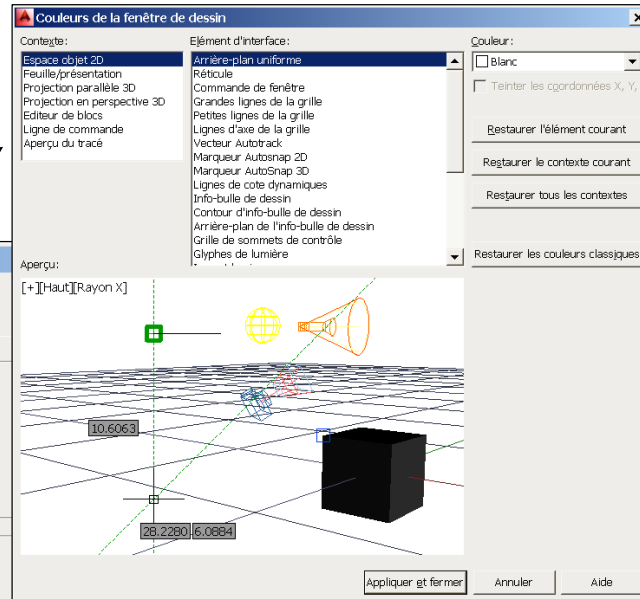 Couleurs de la fenêtre de dessin
Contexte:
Espace objet 2D
Feuille/présentation
Projection parallèle 3D
Projection en perspective 3D
Editeur de blocs
Ligne de commande
Aperçu du tracé
Elément d'interface:
Arrière-plan uniforme
Réticule
Commande de fenêtre
Grandes lignes de la grille
Petites lignes de la grille
Lignes d'axe de la grille
Vecteur Autotrack
Marqueur Autosnap 2D
Marqueur AutoSnap 3D
Lignes de cote dynamiques
Info-bulle de dessin
Contour d'info-bulle de dessin
Arrière-plan de l'info-bulle de dessin
Grille de sommets de contrôle
Glyphes de lumière
Couleur:
Blanc
Teinter les coordonnées X, Y,
Restaurer l'élément courant
Restaurer le contexte courant
Restaurer tous les contextes
Restaurer les couleurs classiques
Aperçu:
[+][Haut][Rayon X]
10.6063
28.2280 6.0884
Appliquer et fermer
Annuler
Aide